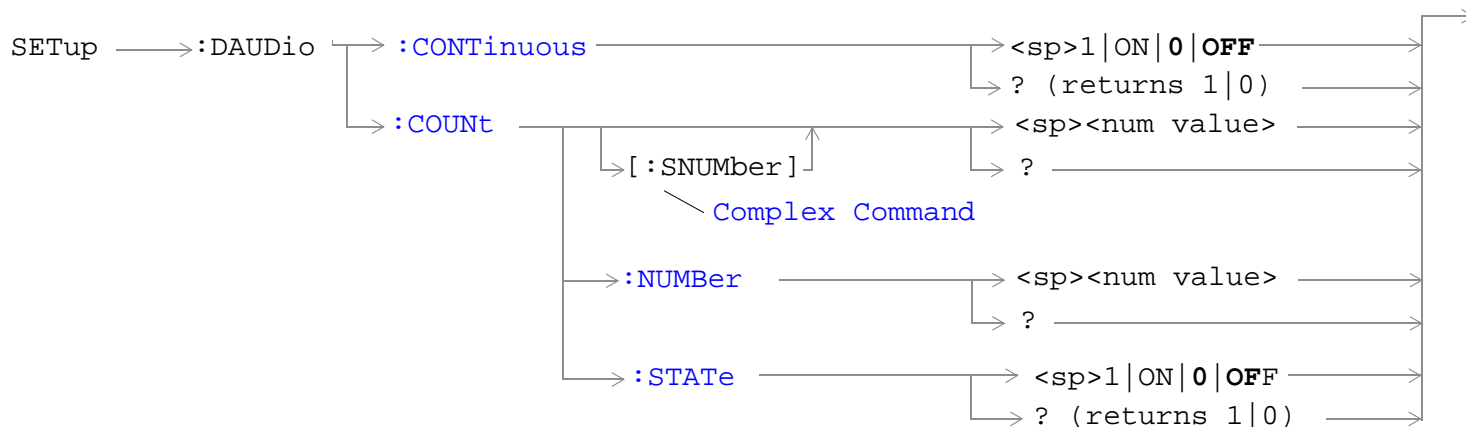 SETup :DAUDio :CONTinuous <sp>1|ON|0|OFF
? (returns 1|0)
:COUNt <sp><num value>
[:SNUMber] ?
Complex Command
:NUMBer <sp><num value>
?
:STATe <sp>1|ON|0|OFF
? (returns 1|0)